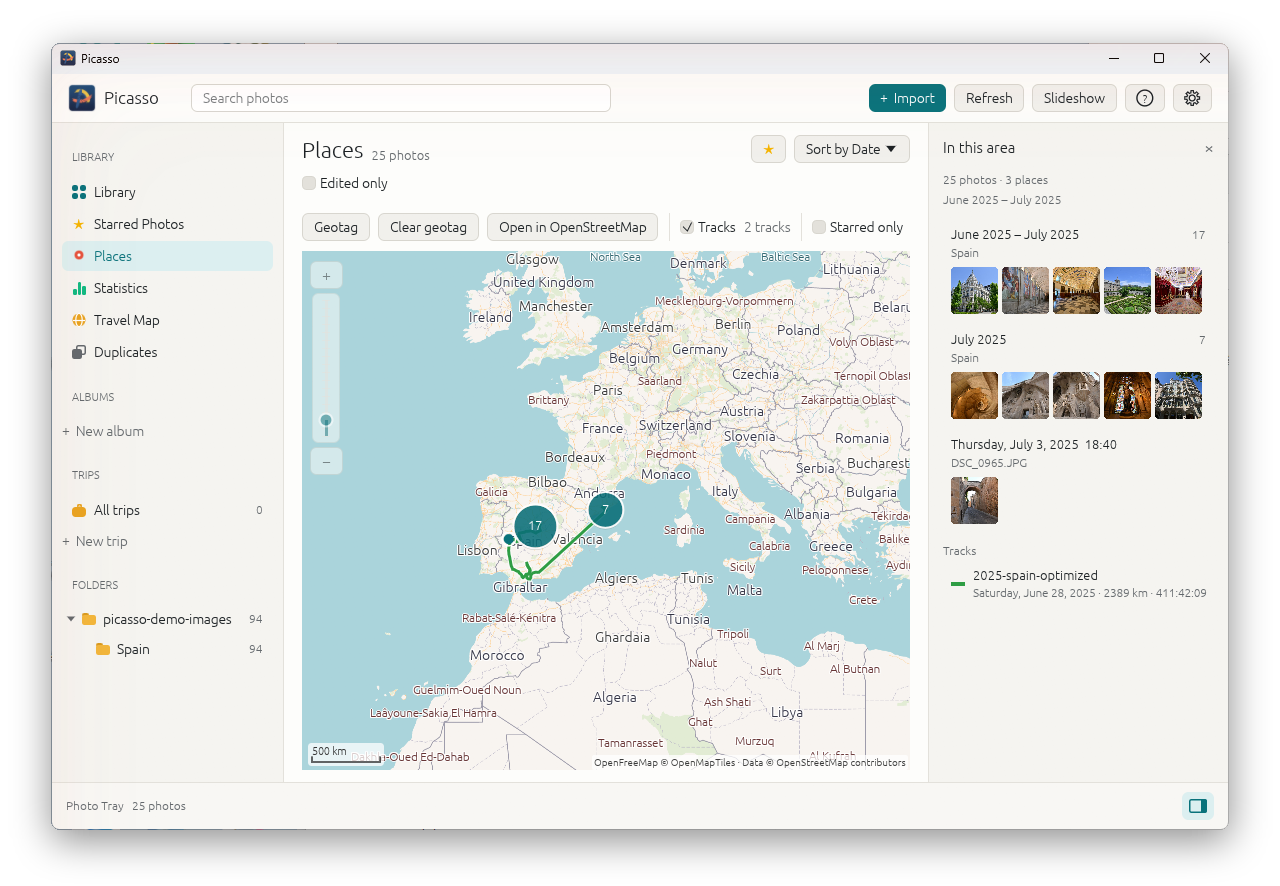 Picasso
Picasso
Search photos
+ Import
Refresh
Slideshow
?
LIBRARY
Library
Starred Photos
Places
Statistics
Travel Map
Duplicates
ALBUMS
+ New album
TRIPS
All trips 0
+ New trip
FOLDERS
picasso-demo-images 94
Spain 94
Places 25 photos
Sort by Date
Edited only
Geotag
Clear geotag
Open in OpenStreetMap
Tracks 2 tracks
Starred only
Glasgow
North Sea
Denmark
Baltic Sea
Lithuania
United Kingdom
Mecklenburg-Vorpommern
Manchester
Ireland
Amsterdam
Berlin
Poland
Belgium
Germany
Volyn Oblast
Czechia
Saarland
Paris
Brittany
Zakarpattia Oblast
Austria
France
Switzerland
Slovenia
Romania
Piedmont
Bordeaux
Monaco
Serbia
Bucharest
Bilbao
Galicia
Italy
Bulgaria
7
17
Campania
Albania
Sardinia
Valencia
Lisbon
Calabria
Greece
Sicily
Peloponnese
Algiers
Tunis
Gibraltar
Malta
Crete
Rabat-Salé-Kénitra
Tunisia
Ghardaia
Tripoli
Morocco
Al Marj
Nalut
Surt
Al Butnan
Guelmim-Oued Noun
Algeria
Ash Shati
Laâyoune-Sakia El Hamra
Libya
Ghat
Tamanrasset
Murzuq
500 km
OpenFreeMap © OpenMapTiles · Data © OpenStreetMap contributors
In this area ×
25 photos · 3 places
June 2025 – July 2025
June 2025 – July 2025 17
Spain
July 2025 7
Spain
Thursday, July 3, 2025 18:40
DSC_0965.JPG
Tracks
2025-spain-optimized
Saturday, June 28, 2025 · 2389 km · 411:42:09
Photo Tray 25 photos